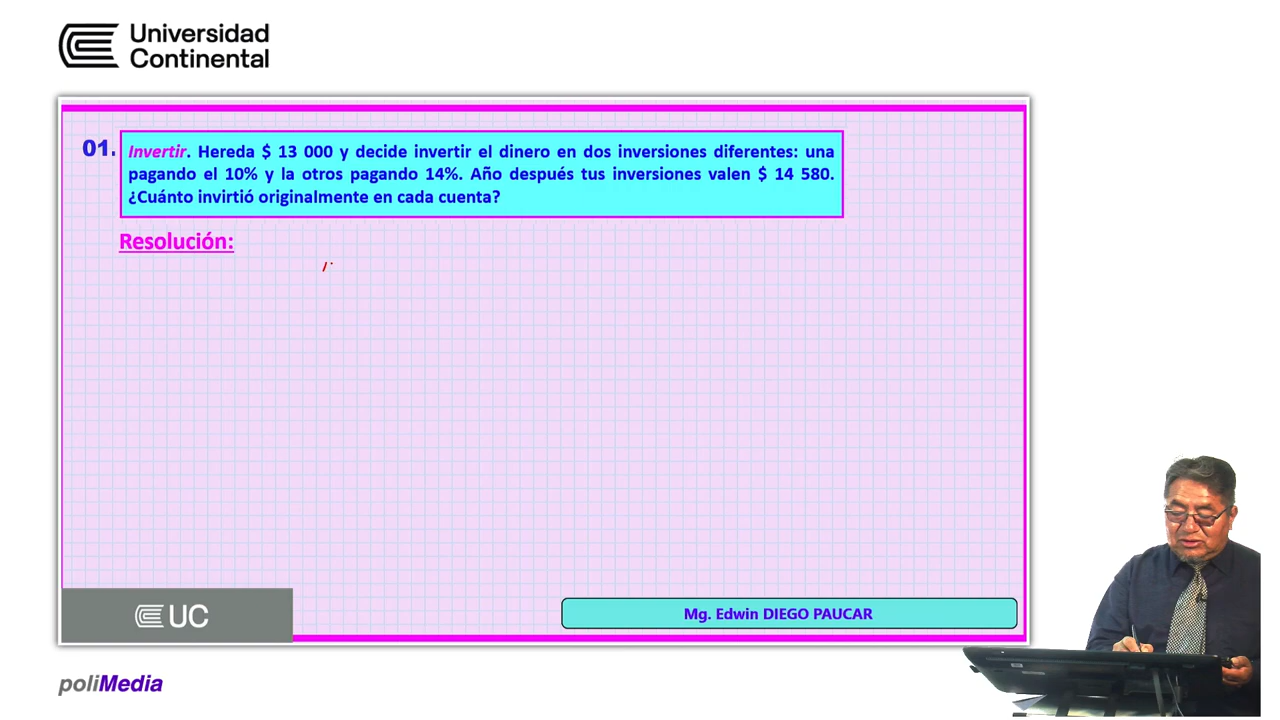 Universidad
Continental
01.
Invertir. Hereda $ 13 000 y decide invertir el dinero en dos inversiones diferentes: una
pagando el 10% y la otros pagando 14%. Año después tus inversiones valen $ 14 580.
¿Cuánto invirtió originalmente en cada cuenta?
Resolución:
UC
Mg. Edwin DIEGO PAUCAR
poliMedia